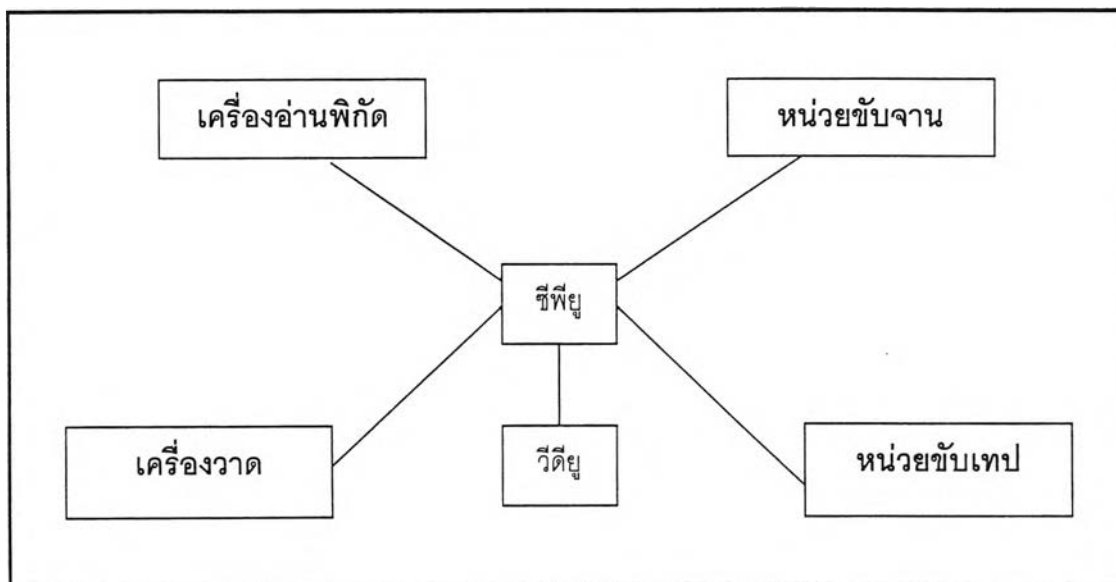 เครื่องอ่านพิกัด
หน่วยขับจาน
ซีพียู
เครื่องวาด
วีดียู
หน่วยขับเทป